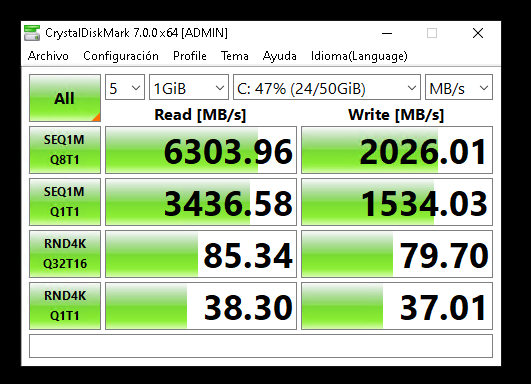 CrystalDiskMark 7.0.0 x64 [ADMIN]
Archivo Configuración Profile Tema Ayuda Idioma(Language)
All 5 1GiB C: 47% (24/50GiB) MB/s
Read [MB/s] Write [MB/s]
SEQ1M
Q8T1 6303.96 2026.01
SEQ1M
Q1T1 3436.58 1534.03
RND4K
Q32T16 85.34 79.70
RND4K
Q1T1 38.30 37.01